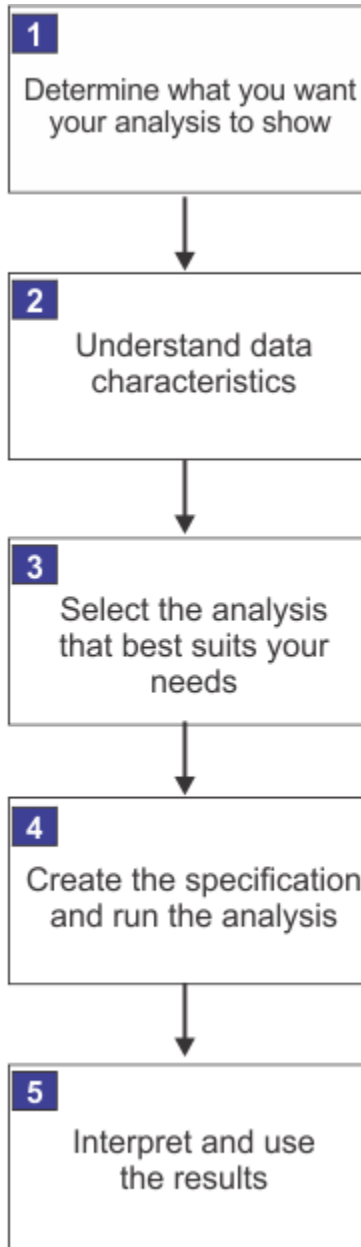 1
Determine what you want
your analysis to show
2
Understand data
characteristics
3
Select the analysis
that best suits your
needs
4
Create the specification
and run the analysis
5
Interpret and use
the results